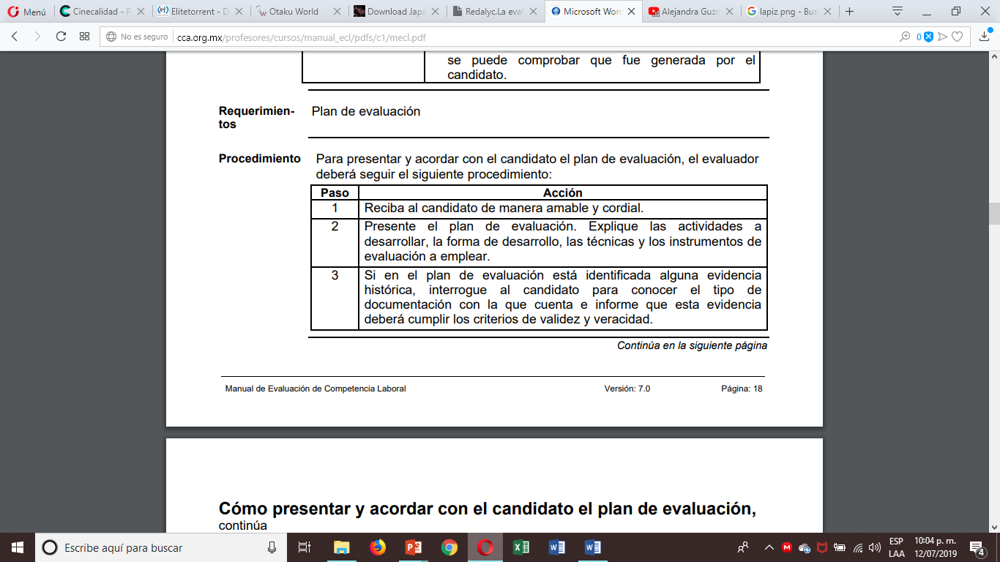 Menú
Cinecalidad - P
Elitetorrent - D
Otaku World
Download Japa
Redalyc.La eval
Microsoft Word
Alejandra Guzm
lapiz png - Bus
No es seguro
cca.org.mx/profesores/cursos/manual_ecl/pdfs/c1/mecl.pdf
0
se puede comprobar que fue generada por el
candidato.
Requerimien-
tos
Plan de evaluación
Procedimiento
Para presentar y acordar con el candidato el plan de evaluación, el evaluador
deberá seguir el siguiente procedimiento:
Paso Acción
1 Reciba al candidato de manera amable y cordial.
2 Presente el plan de evaluación. Explique las actividades a
desarrollar, la forma de desarrollo, las técnicas y los instrumentos de
evaluación a emplear.
3 Si en el plan de evaluación está identificada alguna evidencia
histórica, interrogue al candidato para conocer el tipo de
documentación con la que cuenta e informe que esta evidencia
deberá cumplir los criterios de validez y veracidad.
Continúa en la siguiente página
Manual de Evaluación de Competencia Laboral Versión: 7.0 Página: 18
Cómo presentar y acordar con el candidato el plan de evaluación,
continúa
Escribe aquí para buscar
ESP
LAA
10:04 p. m.
12/07/2019
4